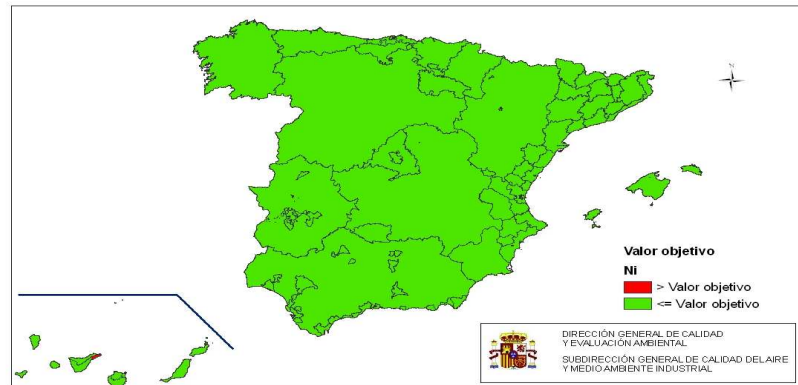 N
Valor objetivo
Ni
> Valor objetivo
<= Valor objetivo
DIRECCIÓN GENERAL DE CALIDAD
Y EVALUACIÓN AMBIENTAL
SUBDIRECCIÓN GENERAL DE CALIDAD DEL AIRE
Y MEDIO AMBIENTE INDUSTRIAL